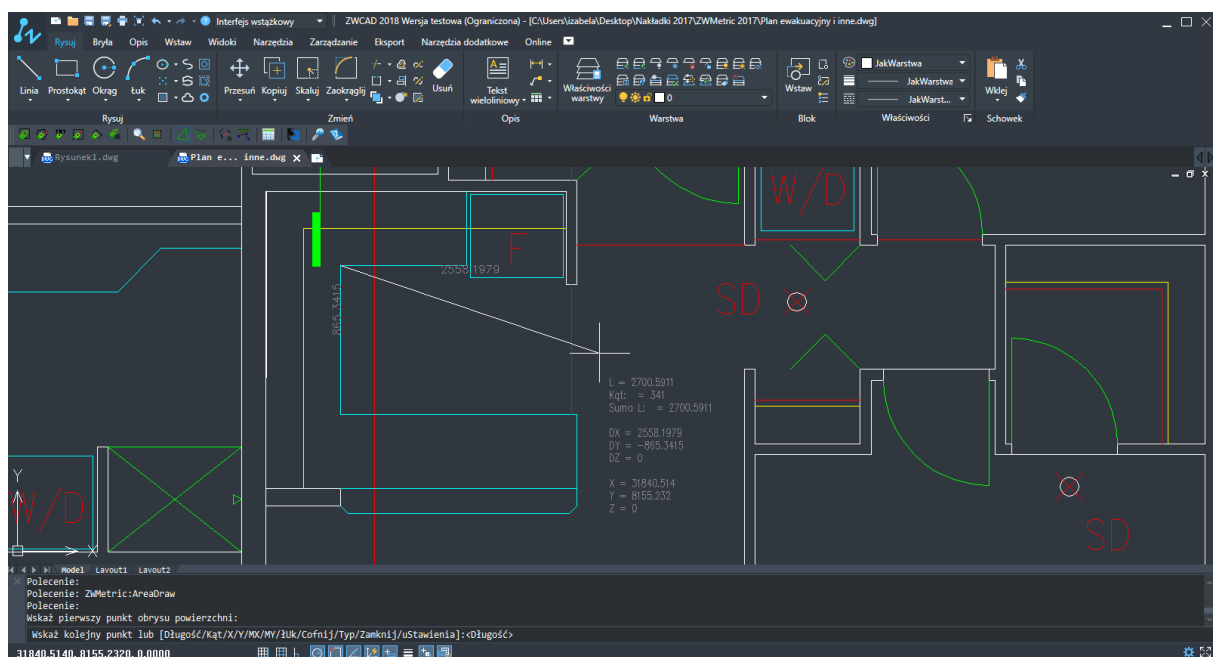 Interfejs wstążkowy
ZWCAD 2018 Wersja testowa (Ograniczona) - [C:\Users\izabela\Desktop\Nakładki 2017\ZWMetric 2017\Plan ewakuacyjny i inne.dwg]
Rysuj Bryła Opis Wstaw Widoki Narzędzia Zarządzanie Eksport Narzędzia dodatkowe Online
Linia Prostokąt Okrąg Łuk
Przesuń Kopiuj Skaluj Zaokrąglij
Usuń
Tekst
wieloliniowy
Właściwości
warstwy
0
Wstaw
JakWarstwa
JakWarstwa
JakWarst...
Wklej
Rysuj Zmień Opis Warstwa Blok Właściwości Schowek
Rysunek1.dwg Plan e... inne.dwg
W/D
F
2558.1979
865.3415
SD
L = 2700.5911
Kąt: = 341
Suma L: = 2700.5911
DX = 2558.1979
DY = -865.3415
DZ = 0
X = 31840.514
Y = 8155.232
Z = 0
Y
W/D
X
SD
Model Layout1 Layout2
Polecenie:
Polecenie: ZWMetric:AreaDraw
Polecenie:
Wskaż pierwszy punkt obrysu powierzchni:
Wskaż kolejny punkt lub [Długość/Kąt/X/Y/MX/MY/łUk/Cofnij/Typ/Zamknij/uStawienia]:<Długość>
31840.5140, 8155.2320, 0.0000